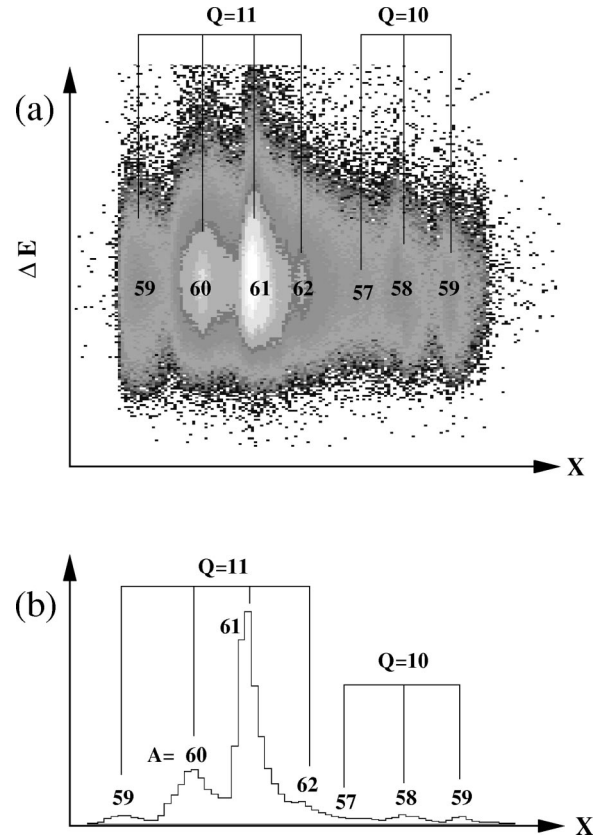 Q=11 Q=10
(a)
ΔE
59 60 61 62 57 58 59
X
(b)
Q=11
61
Q=10
A= 60
59 62 57 58 59
X